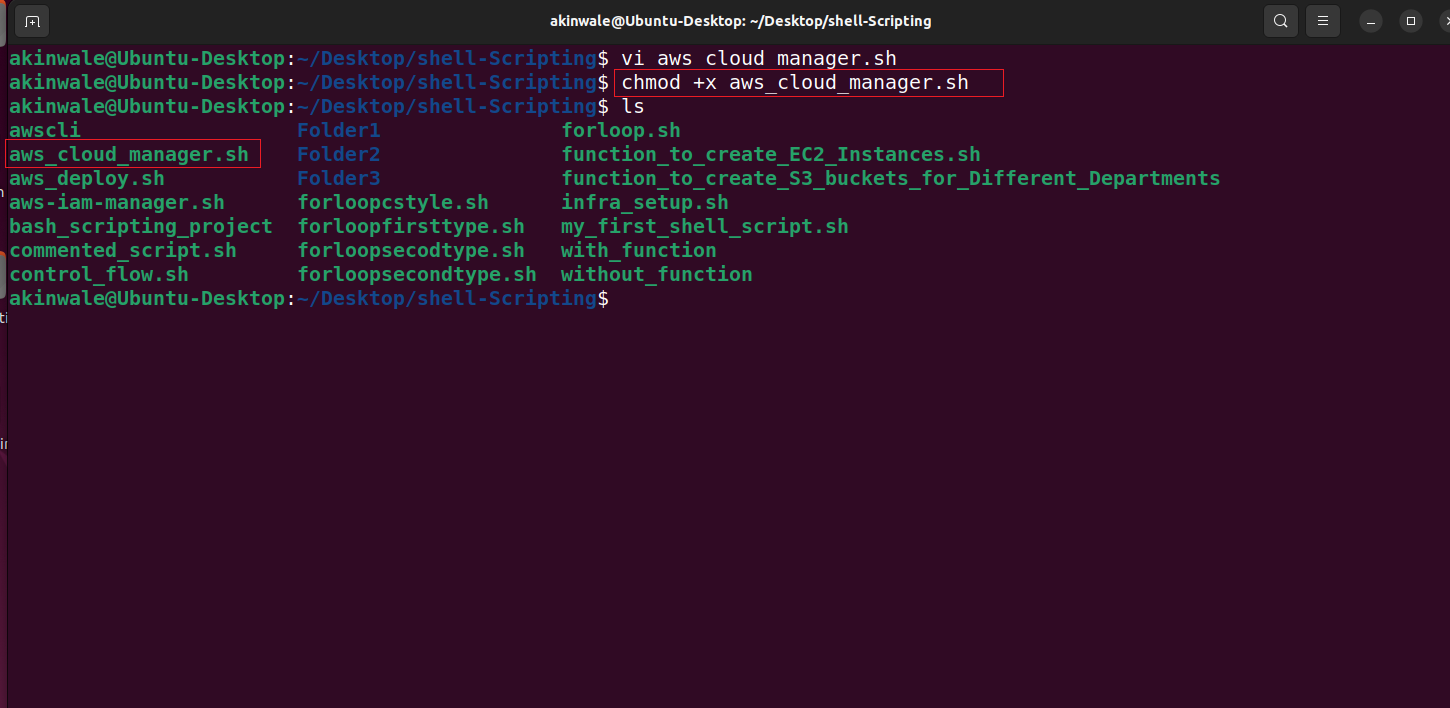 akinwale@Ubuntu-Desktop: ~/Desktop/shell-Scripting
akinwale@Ubuntu-Desktop:~/Desktop/shell-Scripting$ vi aws cloud manager.sh
akinwale@Ubuntu-Desktop:~/Desktop/shell-Scripting$ chmod +x aws_cloud_manager.sh
akinwale@Ubuntu-Desktop:~/Desktop/shell-Scripting$ ls
awscli Folder1 forloop.sh
aws_cloud_manager.sh Folder2 function_to_create_EC2_Instances.sh
aws_deploy.sh Folder3 function_to_create_S3_buckets_for_Different_Departments
aws-iam-manager.sh forloopcstyle.sh infra_setup.sh
bash_scripting_project forloopfirsttype.sh my_first_shell_script.sh
commented_script.sh forloopsecodtype.sh with_function
control_flow.sh forloopsecondtype.sh without_function
akinwale@Ubuntu-Desktop:~/Desktop/shell-Scripting$